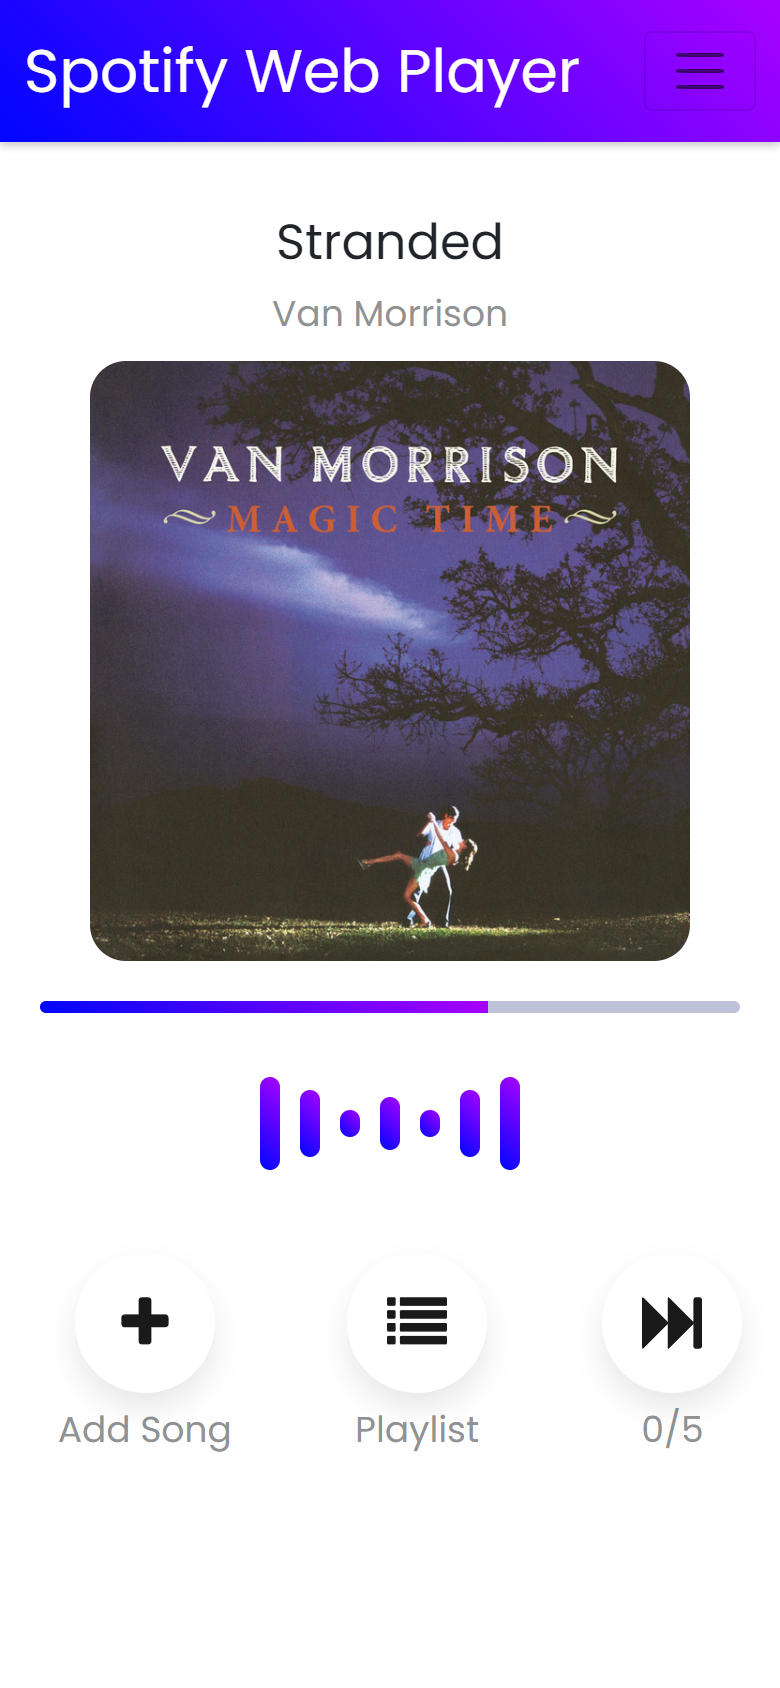 Spotify Web Player
Stranded
Van Morrison
VAN MORRISON
MAGIC TIME
Add Song
Playlist
0/5